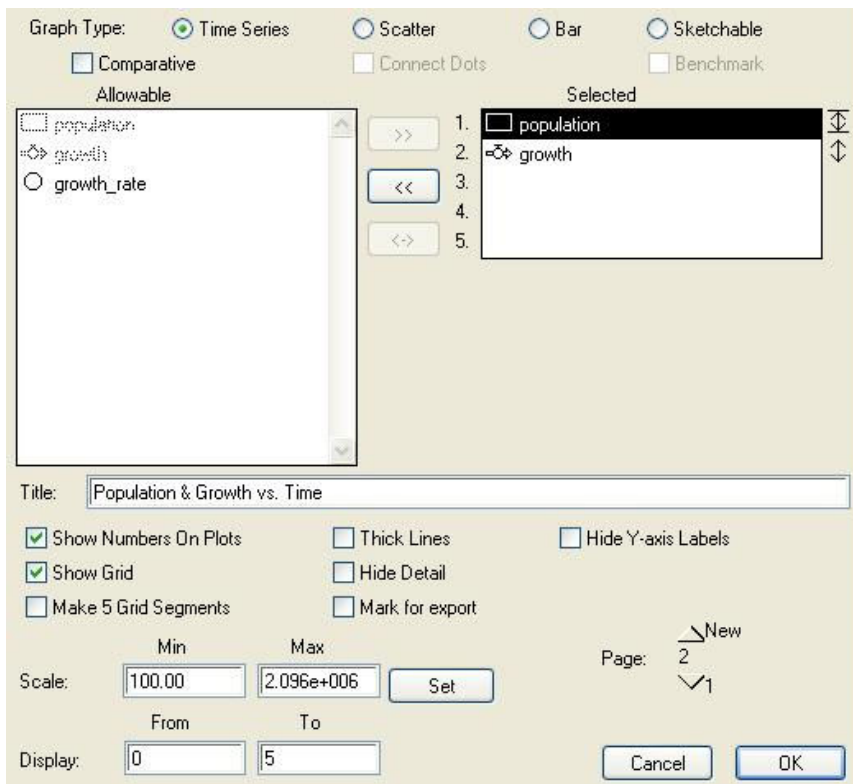 Graph Type: Time Series Scatter Bar Sketchable
Comparative Connect Dots Benchmark
Allowable Selected
population
growth
growth_rate
>>
<<
<->
1. population
2. growth
3.
4.
5.
Title: Population & Growth vs. Time
Show Numbers On Plots Thick Lines Hide Y-axis Labels
Show Grid Hide Detail
Make 5 Grid Segments Mark for export
Min Max
Scale: 100.00 2.096e+006 Set
Page: New
2
1
From To
Display: 0 5
Cancel OK